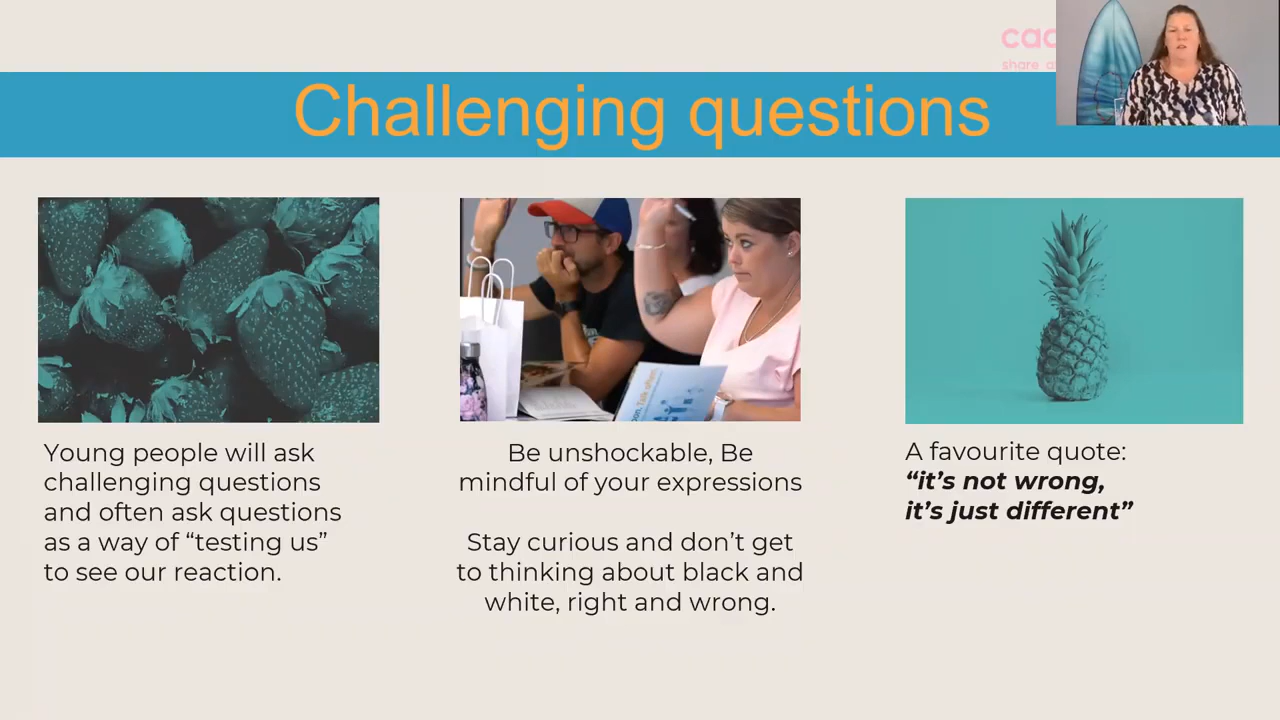 share
Challenging questions
Young people will ask
challenging questions
and often ask questions
as a way of “testing us”
to see our reaction.
Be unshockable, Be
mindful of your expressions
Stay curious and don’t get
to thinking about black and
white, right and wrong.
A favourite quote:
“it’s not wrong,
it’s just different”